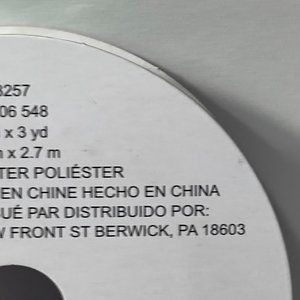 8257
06 548
x 3 yd
x 2.7 m
TER POLIÉSTER
EN CHINE HECHO EN CHINA
UÉ PAR DISTRIBUIDO POR:
FRONT ST BERWICK, PA 18603